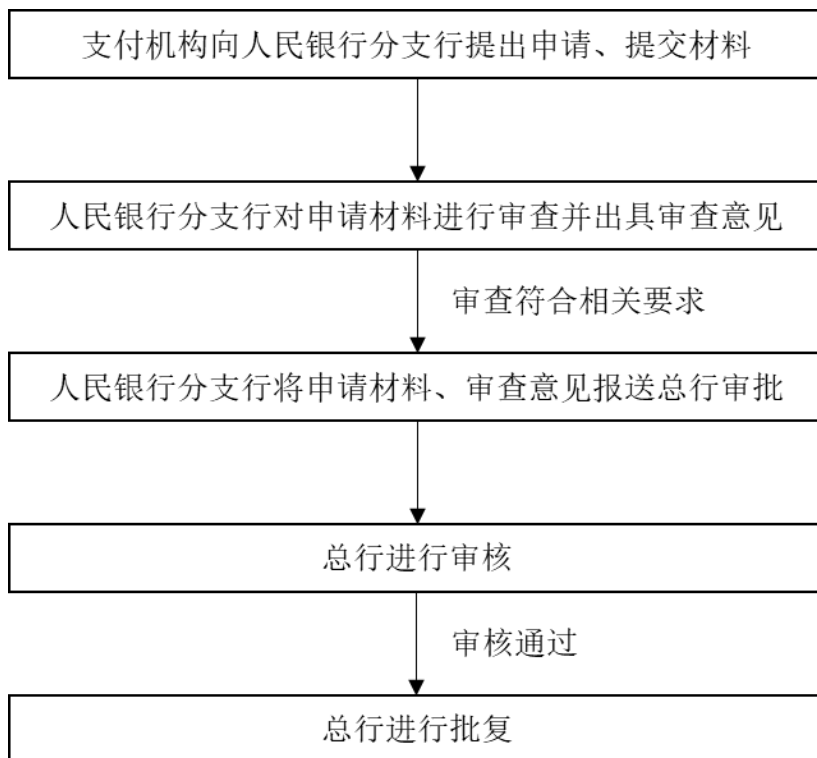 支付机构向人民银行分支行提出申请、提交材料
人民银行分支行对申请材料进行审查并出具审查意见
审查符合相关要求
人民银行分支行将申请材料、审查意见报送总行审批
总行进行审核
审核通过
总行进行批复